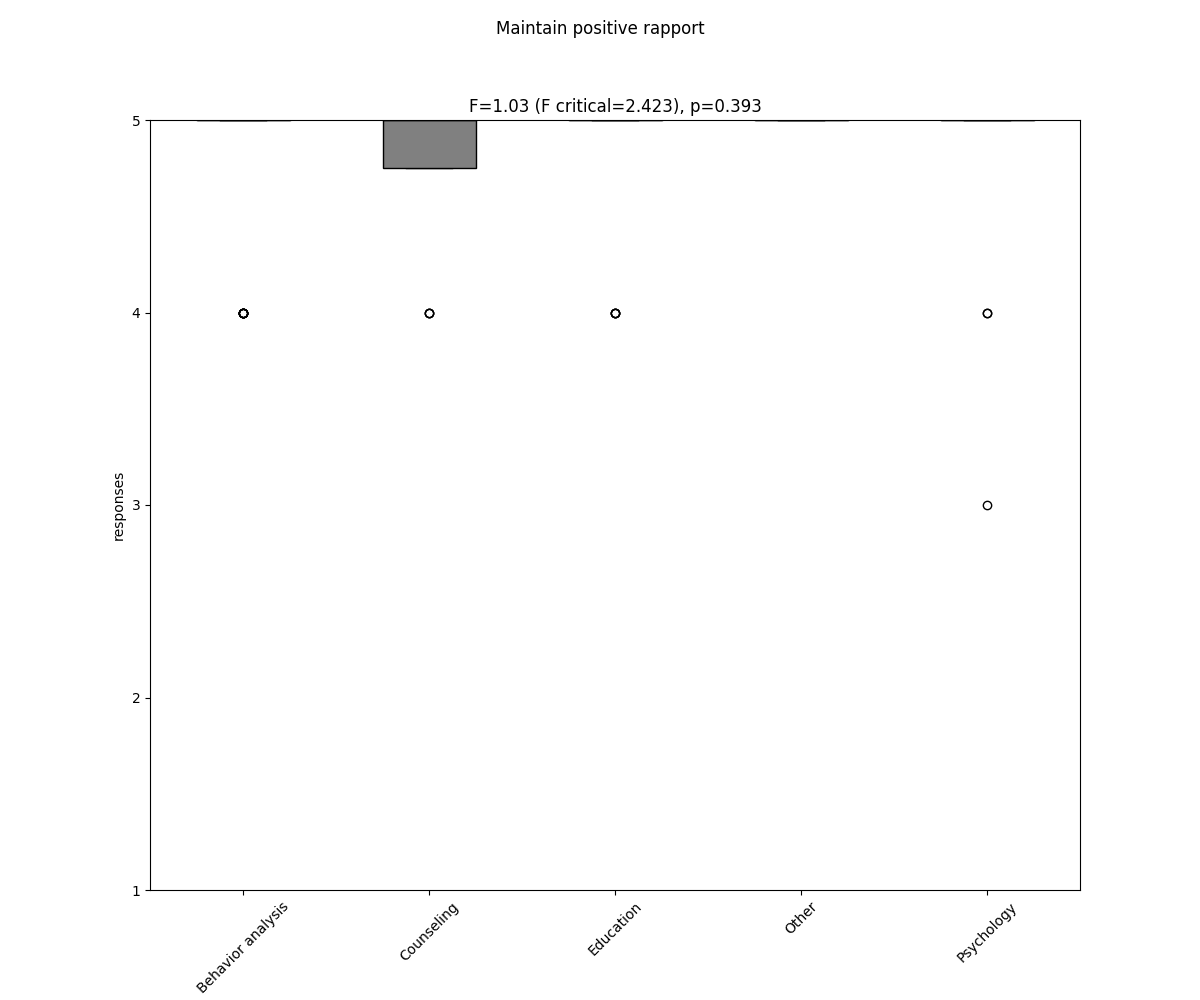 Maintain positive rapport
F=1.03 (F critical=2.423), p=0.393
5
4
3
2
1
responses
Behavior analysis
Counseling
Education
Other
Psychology